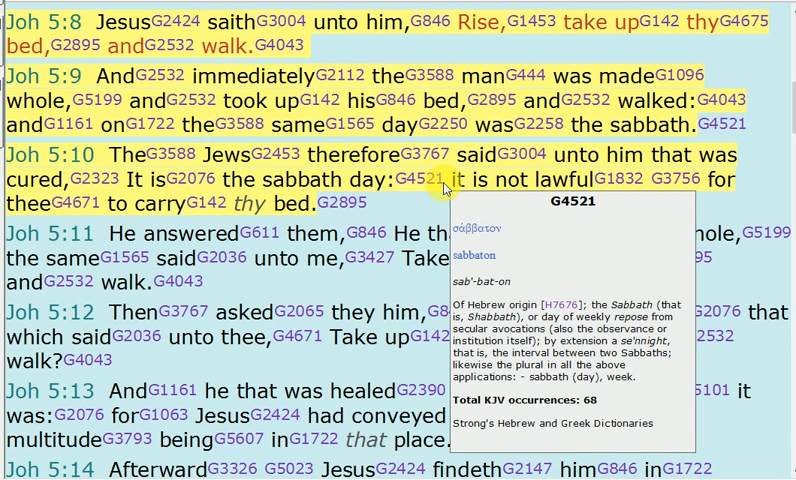 Joh 5:8 JesusG2424 saithG3004 unto him,G846 Rise,G1453 take upG142 thyG4675
bed,G2895 andG2532 walk.G4043
Joh 5:9 AndG2532 immediatelyG2112 theG3588 manG444 was madeG1096
whole,G5199 andG2532 took upG142 hisG846 bed,G2895 andG2532 walked:G4043
andG1161 onG1722 theG3588 sameG1565 dayG2250 wasG2258 the sabbath.G4521
Joh 5:10 TheG3588 JewsG2453 thereforeG3767 saidG3004 unto him that was
cured,G2323 It isG2076 the sabbath day:G4521 it is not lawfulG1832 G3756 for
theeG4671 to carryG142 thy bed.G2895
Joh 5:11 He answeredG611 them,G846 He th
hole,G5199
the sameG1565 saidG2036 unto me,G3427 Take
95
andG2532 walk.G4043
Joh 5:12 ThenG3767 askedG2065 they him,G8
G2076 that
which saidG2036 unto thee,G4671 Take upG142
2532
walk?G4043
Joh 5:13 AndG1161 he that was healedG2390
5101 it
was:G2076 forG1063 JesusG2424 had conveyed
multitudeG3793 beingG5607 inG1722 that place.
Joh 5:14 AfterwardG3326 G5023 JesusG2424 findethG2147 himG846 inG1722
G4521
σάββατον
sabbaton
sab'-bat-on
Of Hebrew origin [H7676]; the Sabbath (that
is, Shabbath), or day of weekly repose from
secular avocations (also the observance or
institution itself); by extension a se'nnight,
that is, the interval between two Sabbaths;
likewise the plural in all the above
applications: - sabbath (day), week.
Total KJV occurrences: 68
Strong's Hebrew and Greek Dictionaries